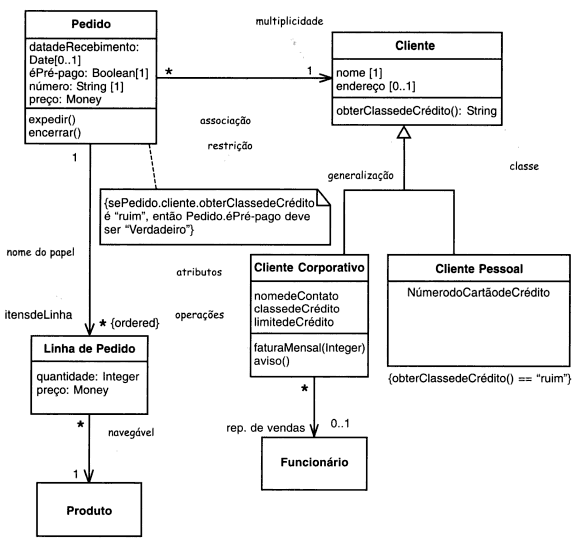 Pedido
datadeRecebimento:
Date[0..1]
éPré-pago: Boolean[1]
número: String [1]
preço: Money
expedir()
encerrar()
multiplicidade
*
1
Cliente
nome [1]
endereço [0..1]
obterClassedeCrédito(): String
associação
restrição
1
generalização
classe
{sePedido.cliente.obterClassedeCrédito
é “ruim”, então Pedido.éPré-pago deve
ser “Verdadeiro”}
nome do papel
atributos
operações
itensdeLinha
* {ordered}
Cliente Corporativo
nomedeContato
classedeCrédito
limitedeCrédito
faturaMensal(Integer)
aviso()
Cliente Pessoal
NúmerodoCartãodeCrédito
{obterClassedeCrédito() == “ruim”}
Linha de Pedido
quantidade: Integer
preço: Money
*
navegável
1
Produto
*
rep. de vendas
0..1
Funcionário